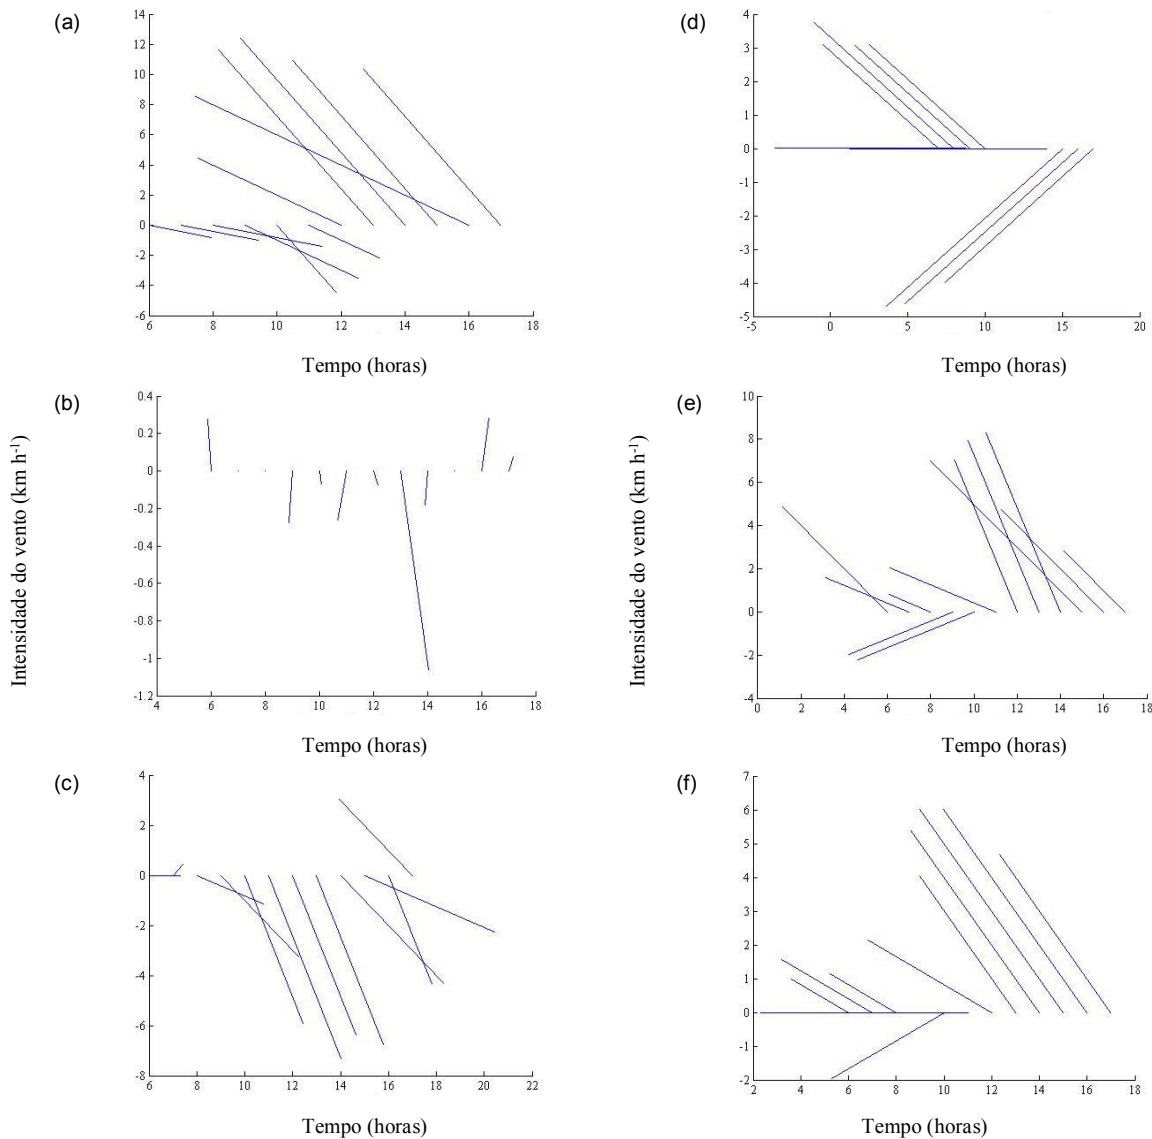 (a)
14
12
10
8
6
4
2
0
-2
-4
-6
6 8 10 12 14 16 18
Tempo (horas)
(b)
0.4
0.2
0
-0.2
-0.4
-0.6
-0.8
-1
-1.2
4 6 8 10 12 14 16 18
Tempo (horas)
(c)
4
2
0
-2
-4
-6
-8
6 8 10 12 14 16 18 20 22
Tempo (horas)
Intensidade do vento (km h-1)
(d)
4
3
2
1
0
-1
-2
-3
-4
-5
-5 0 5 10 15 20
Tempo (horas)
(e)
10
8
6
4
2
0
-2
-4
0 2 4 6 8 10 12 14 16 18
Tempo (horas)
(f)
7
6
5
4
3
2
1
0
-1
-2
2 4 6 8 10 12 14 16 18
Tempo (horas)
Intensidade do vento (km h-1)